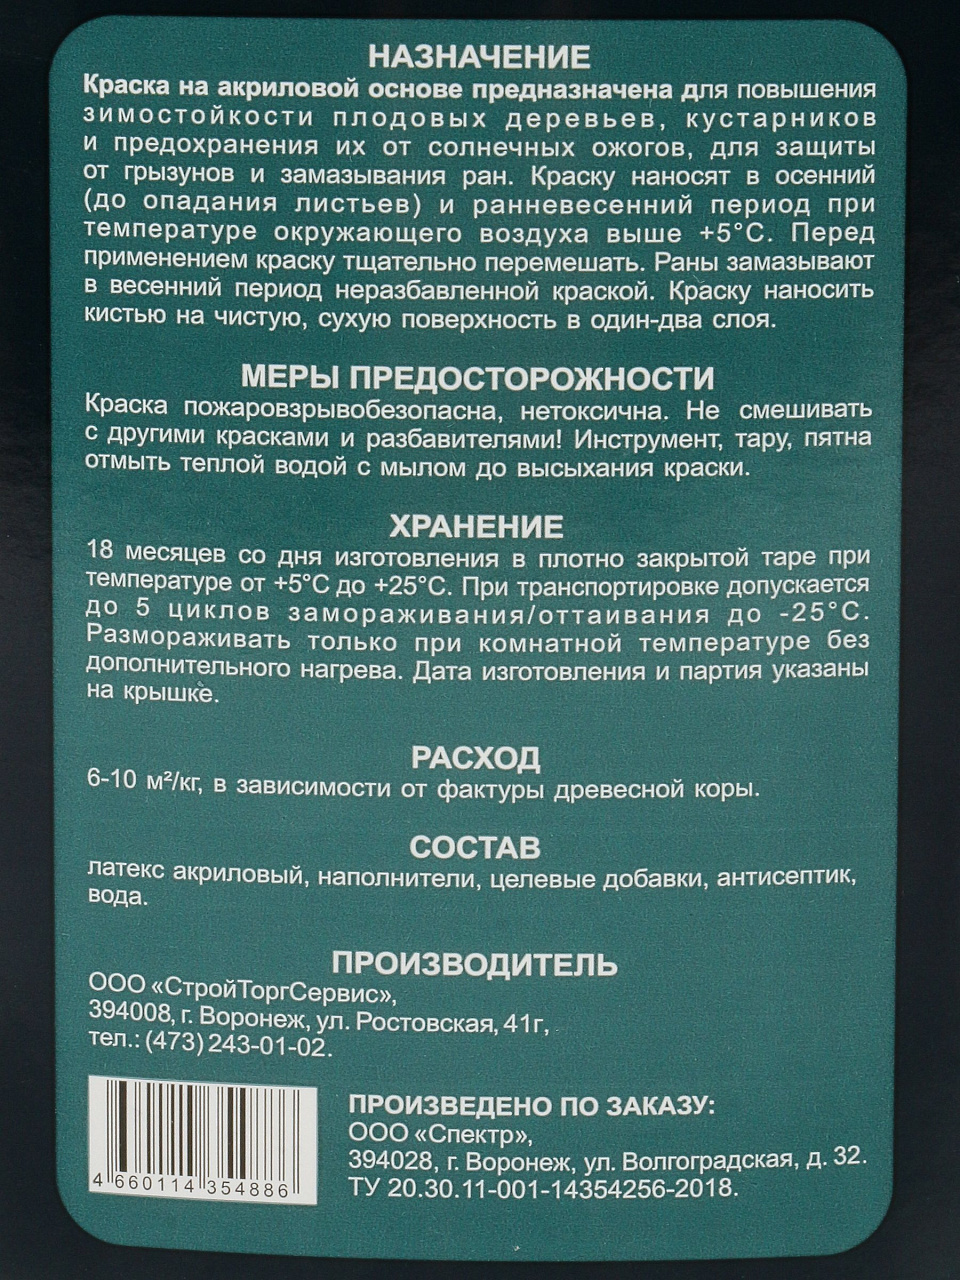 НАЗНАЧЕНИЕ
Краска на акриловой основе предназначена для повышения
зимостойкости плодовых деревьев, кустарников
и предохранения их от солнечных ожогов, для защиты
от грызунов и замазывания ран. Краску наносят в осенний
(до опадания листьев) и ранневесенний период при
температуре окружающего воздуха выше +5°С. Перед
применением краску тщательно перемешать. Раны замазывают
в весенний период неразбавленной краской. Краску наносить
кистью на чистую, сухую поверхность в один-два слоя.
МЕРЫ ПРЕДОСТОРОЖНОСТИ
Краска пожаровзрывобезопасна, нетоксична. Не смешивать
с другими красками и разбавителями! Инструмент, тару, пятна
отмыть теплой водой с мылом до высыхания краски.
ХРАНЕНИЕ
18 месяцев со дня изготовления в плотно закрытой таре при
температуре от +5°С до +25°С. При транспортировке допускается
до 5 циклов замораживания/оттаивания до -25°С.
Размораживать только при комнатной температуре без
дополнительного нагрева. Дата изготовления и партия указаны
на крышке.
РАСХОД
6-10 м²/кг, в зависимости от фактуры древесной коры.
СОСТАВ
латекс акриловый, наполнители, целевые добавки, антисептик,
вода.
ПРОИЗВОДИТЕЛЬ
ООО «СтройТоргСервис»,
394008, г. Воронеж, ул. Ростовская, 41г,
тел.: (473) 243-01-02.
ПРОИЗВЕДЕНО ПО ЗАКАЗУ:
ООО «Спектр»,
394028, г. Воронеж, ул. Волгоградская, д. 32.
ТУ 20.30.11-001-14354256-2018.
4 660114 354886